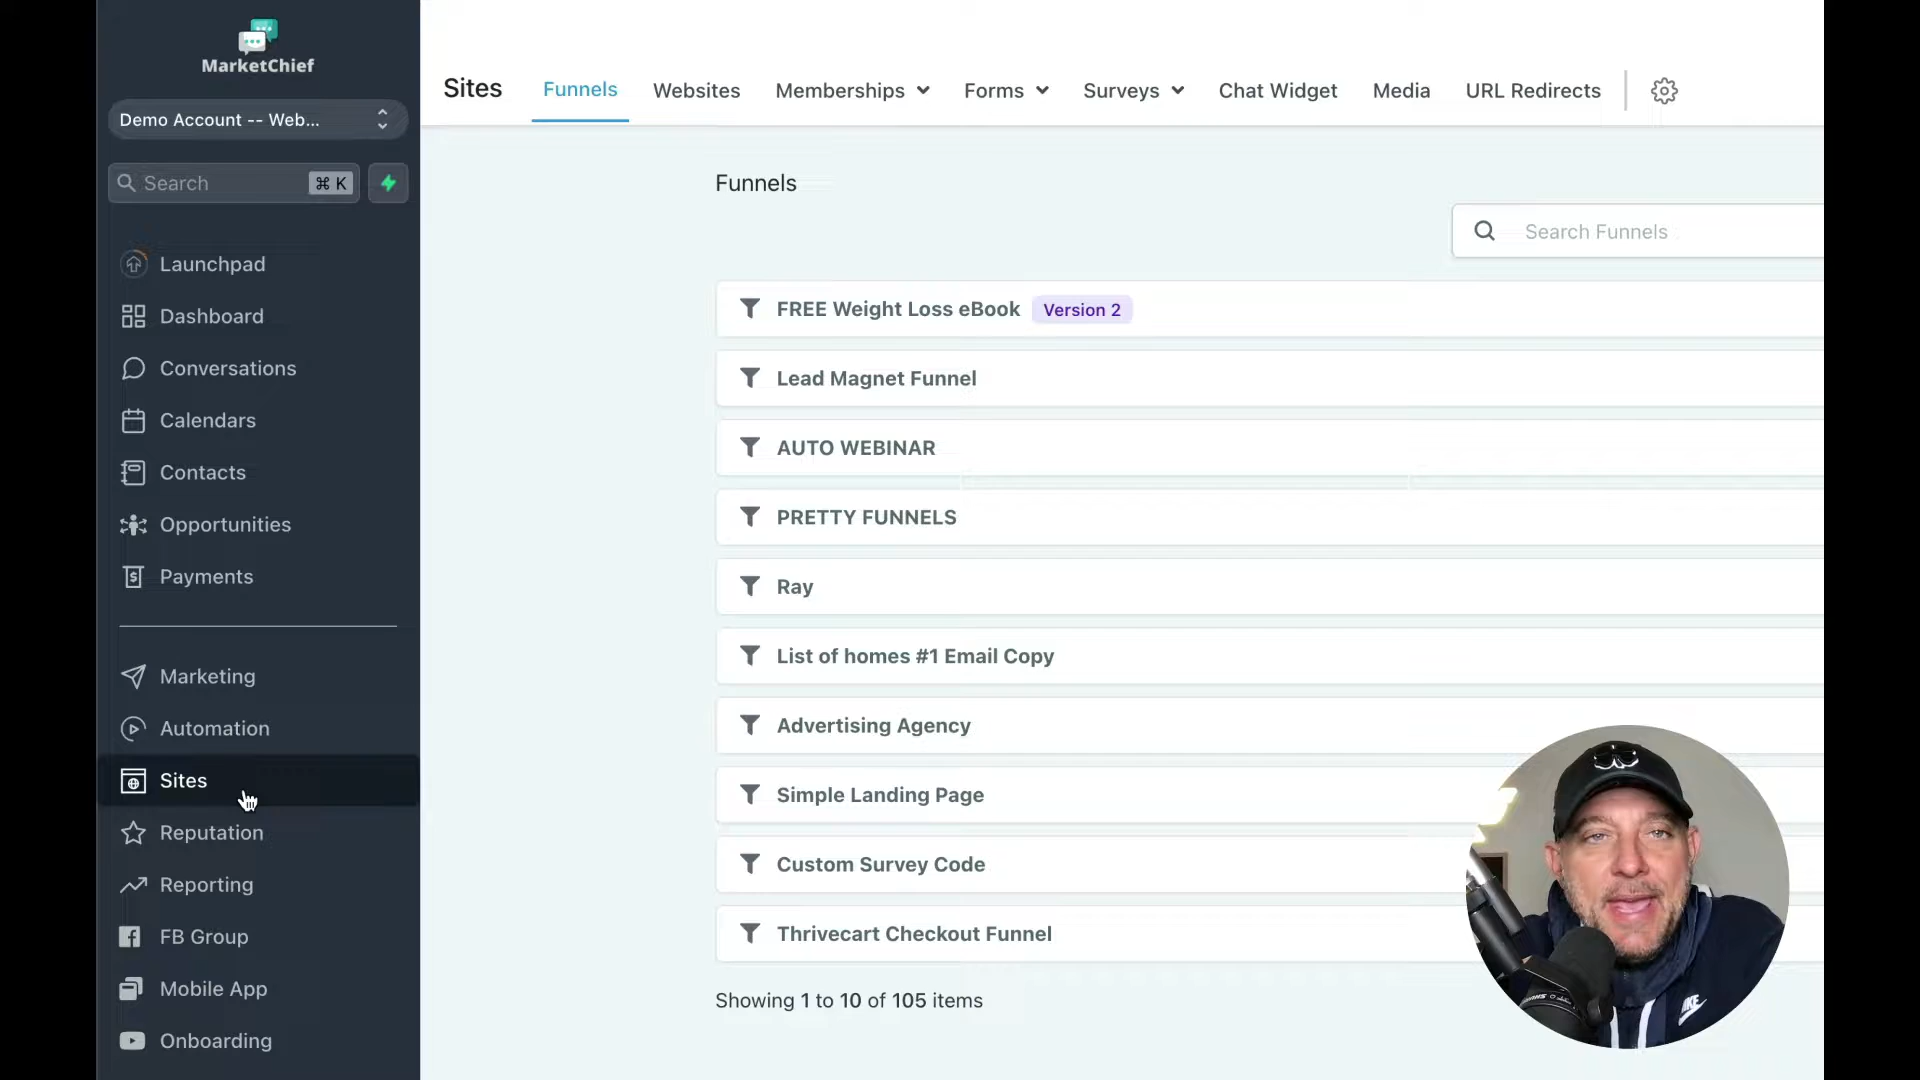 MarketChief
Demo Account -- Web...
Search ⌘ K
Launchpad
Dashboard
Conversations
Calendars
Contacts
Opportunities
Payments
Marketing
Automation
Sites
Reputation
Reporting
FB Group
Mobile App
Onboarding
Sites Funnels Websites Memberships Forms Surveys Chat Widget Media URL Redirects
Funnels
Search Funnels
FREE Weight Loss eBook Version 2
Lead Magnet Funnel
AUTO WEBINAR
PRETTY FUNNELS
Ray
List of homes #1 Email Copy
Advertising Agency
Simple Landing Page
Custom Survey Code
Thrivecart Checkout Funnel
Showing 1 to 10 of 105 items